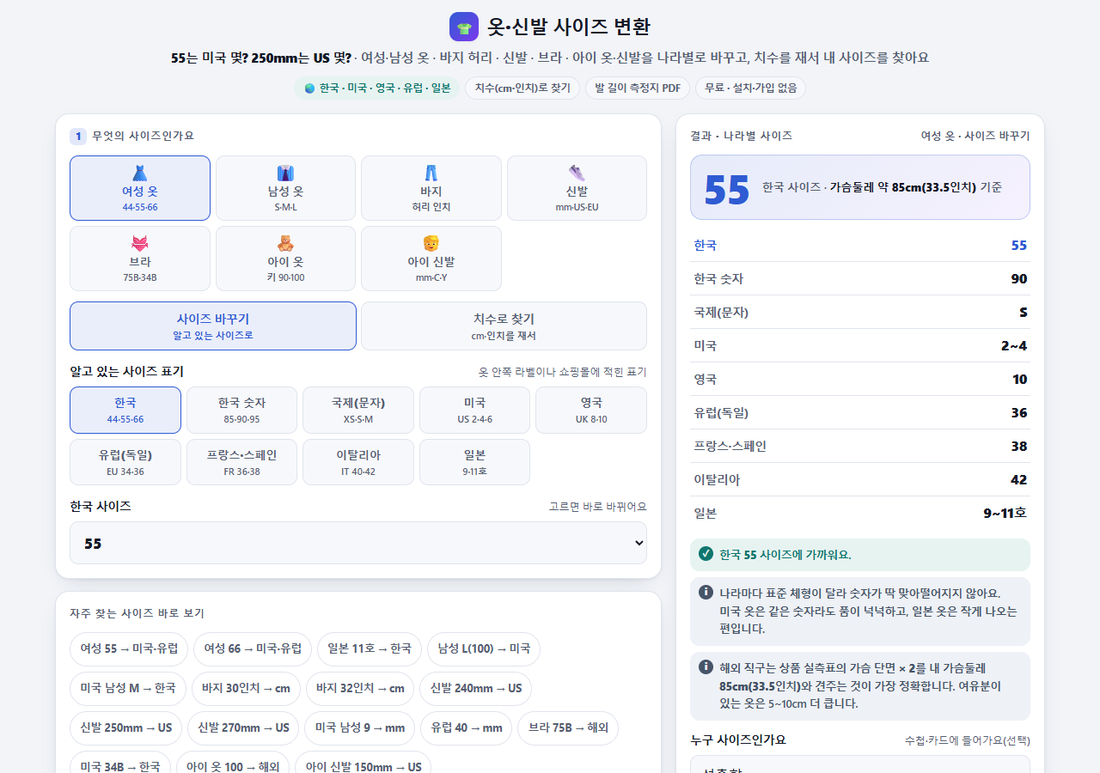 옷·신발 사이즈 변환
55는 미국 몇? 250mm는 US 몇? · 여성·남성 옷 · 바지 허리 · 신발 · 브라 · 아이 옷·신발을 나라별로 바꾸고, 치수를 재서 내 사이즈를 찾아요
한국 · 미국 · 영국 · 유럽 · 일본
치수(cm·인치)로 찾기
발 길이 측정지 PDF
무료 · 설치·가입 없음
1 무엇의 사이즈인가요
여성 옷
44·55·66
남성 옷
S·M·L
바지
허리 인치
신발
mm·US·EU
브라
75B·34B
아이 옷
키 90·100
아이 신발
mm·C·Y
사이즈 바꾸기
알고 있는 사이즈로
치수로 찾기
cm·인치를 재서
알고 있는 사이즈 표기
옷 안쪽 라벨이나 쇼핑몰에 적힌 표기
한국
44·55·66
한국 숫자
85·90·95
국제(문자)
XS·S·M
미국
US 2·4·6
영국
UK 8·10
유럽(독일)
EU 34·36
프랑스·스페인
FR 36·38
이탈리아
IT 40·42
일본
9·11호
한국 사이즈
고르면 바로 바뀌어요
55
자주 찾는 사이즈 바로 보기
여성 55 → 미국·유럽
여성 66 → 미국·유럽
일본 11호 → 한국
남성 L(100) → 미국
미국 남성 M → 한국
바지 30인치 → cm
바지 32인치 → cm
신발 240mm → US
신발 250mm → US
신발 270mm → US
미국 남성 9 → mm
유럽 40 → mm
브라 75B → 해외
미국 34B → 한국
아이 옷 100 → 해외
아이 신발 150mm → US
결과 · 나라별 사이즈
여성 옷 · 사이즈 바꾸기
55 한국 사이즈 · 가슴둘레 약 85cm(33.5인치) 기준
한국 55
한국 숫자 90
국제(문자) S
미국 2~4
영국 10
유럽(독일) 36
프랑스·스페인 38
이탈리아 42
일본 9~11호
한국 55 사이즈에 가까워요.
나라마다 표준 체형이 달라 숫자가 딱 맞아떨어지지 않아요.
미국 옷은 같은 숫자라도 품이 넉넉하고, 일본 옷은 작게 나오는
편입니다.
해외 직구는 상품 실측표의 가슴 단면 × 2를 내 가슴둘레
85cm(33.5인치)와 견주는 것이 가장 정확합니다. 여유분이
있는 옷은 5~10cm 더 큽니다.
누구 사이즈인가요
수첩·카드에 들어가요(선택)